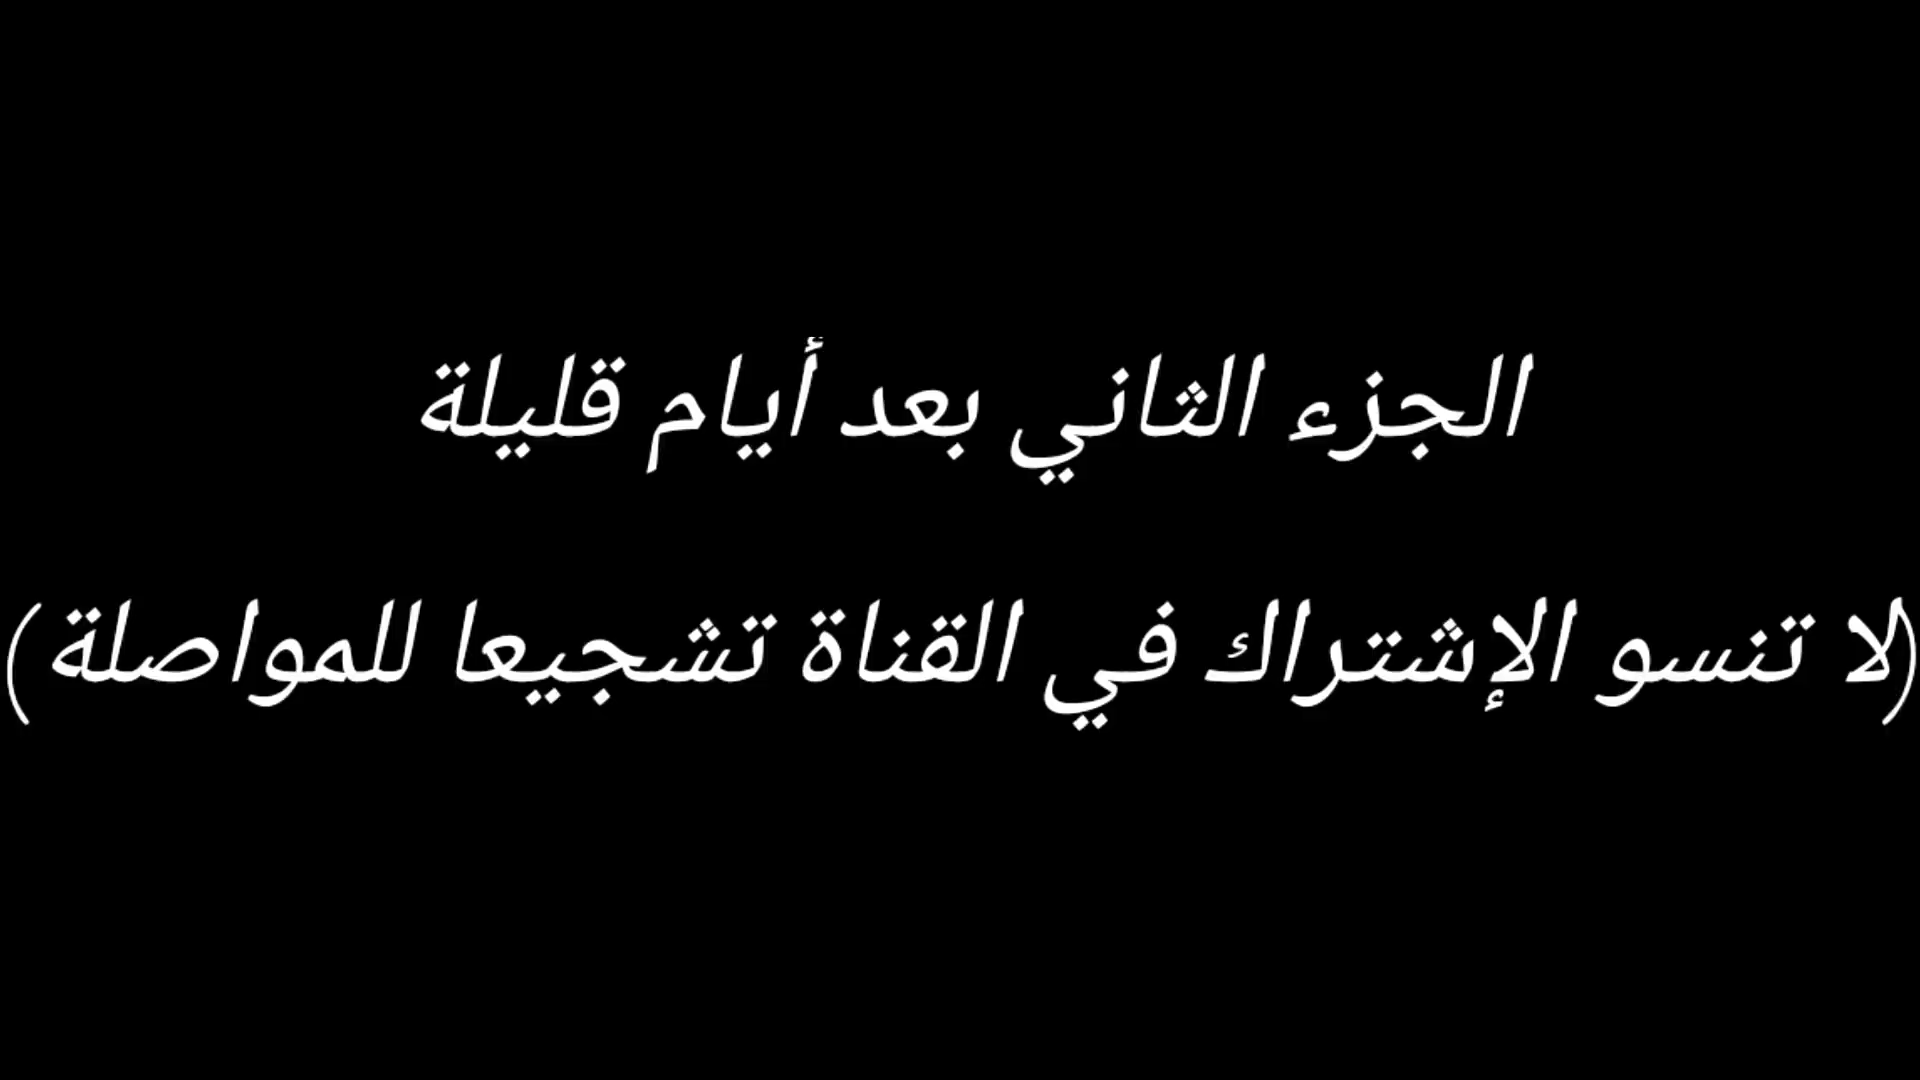 الجزء الثاني بعد أيام قليلة
(لا تنسو الإشتراك في القناة تشجيعا للمواصلة)